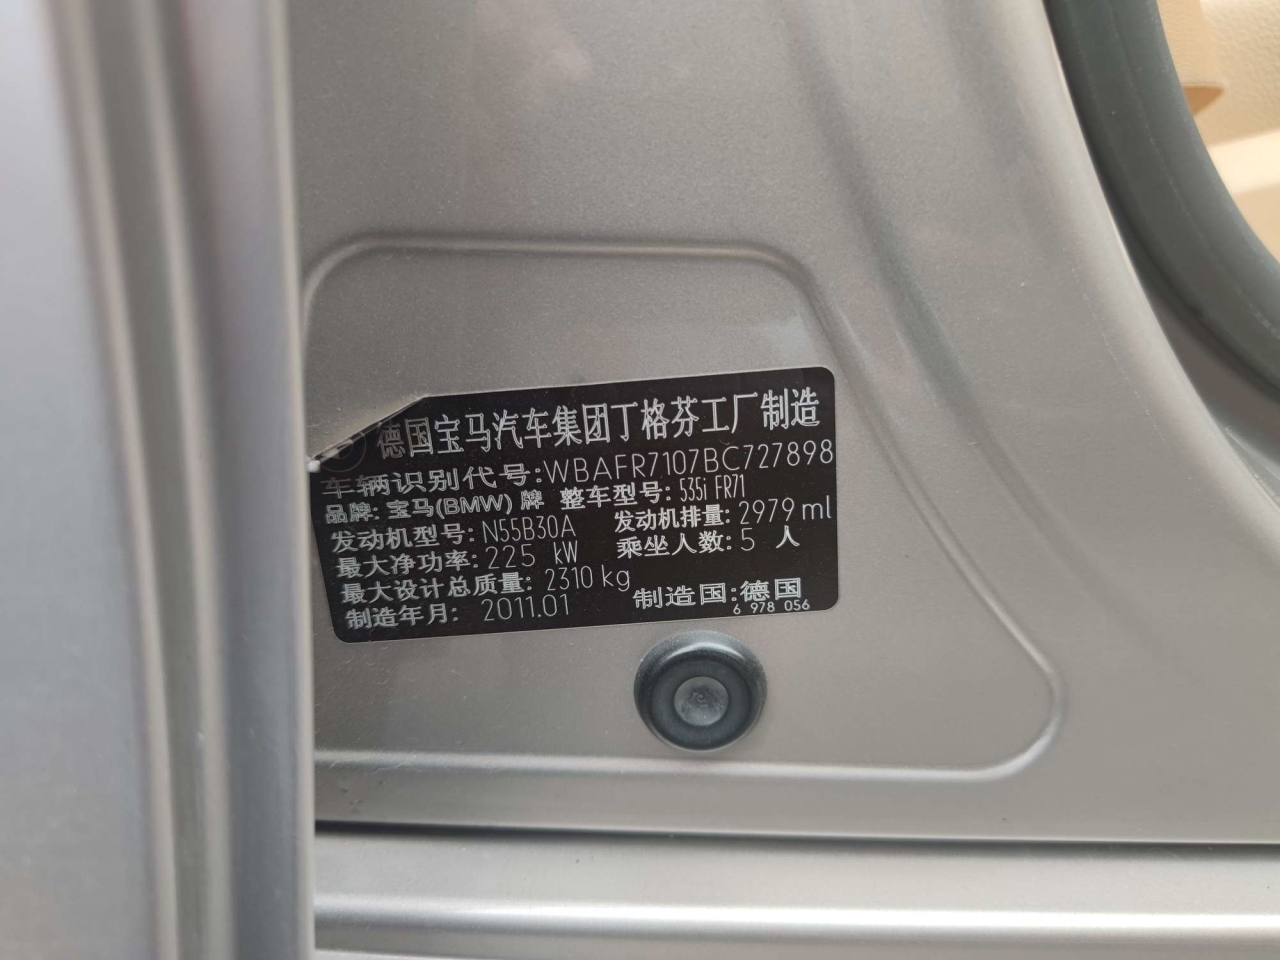 德国宝马汽车集团丁格芬工厂制造
车辆识别代号:WBAFR7107BC727898
品牌: 宝马(BMW) 牌 整车型号: 535i FR71
发动机型号: N55B30A 发动机排量: 2979 ml
最大净功率: 225 kW 乘坐人数: 5 人
最大设计总质量: 2310 kg
制造年月: 2011.01 制造国: 德国
6 978 056